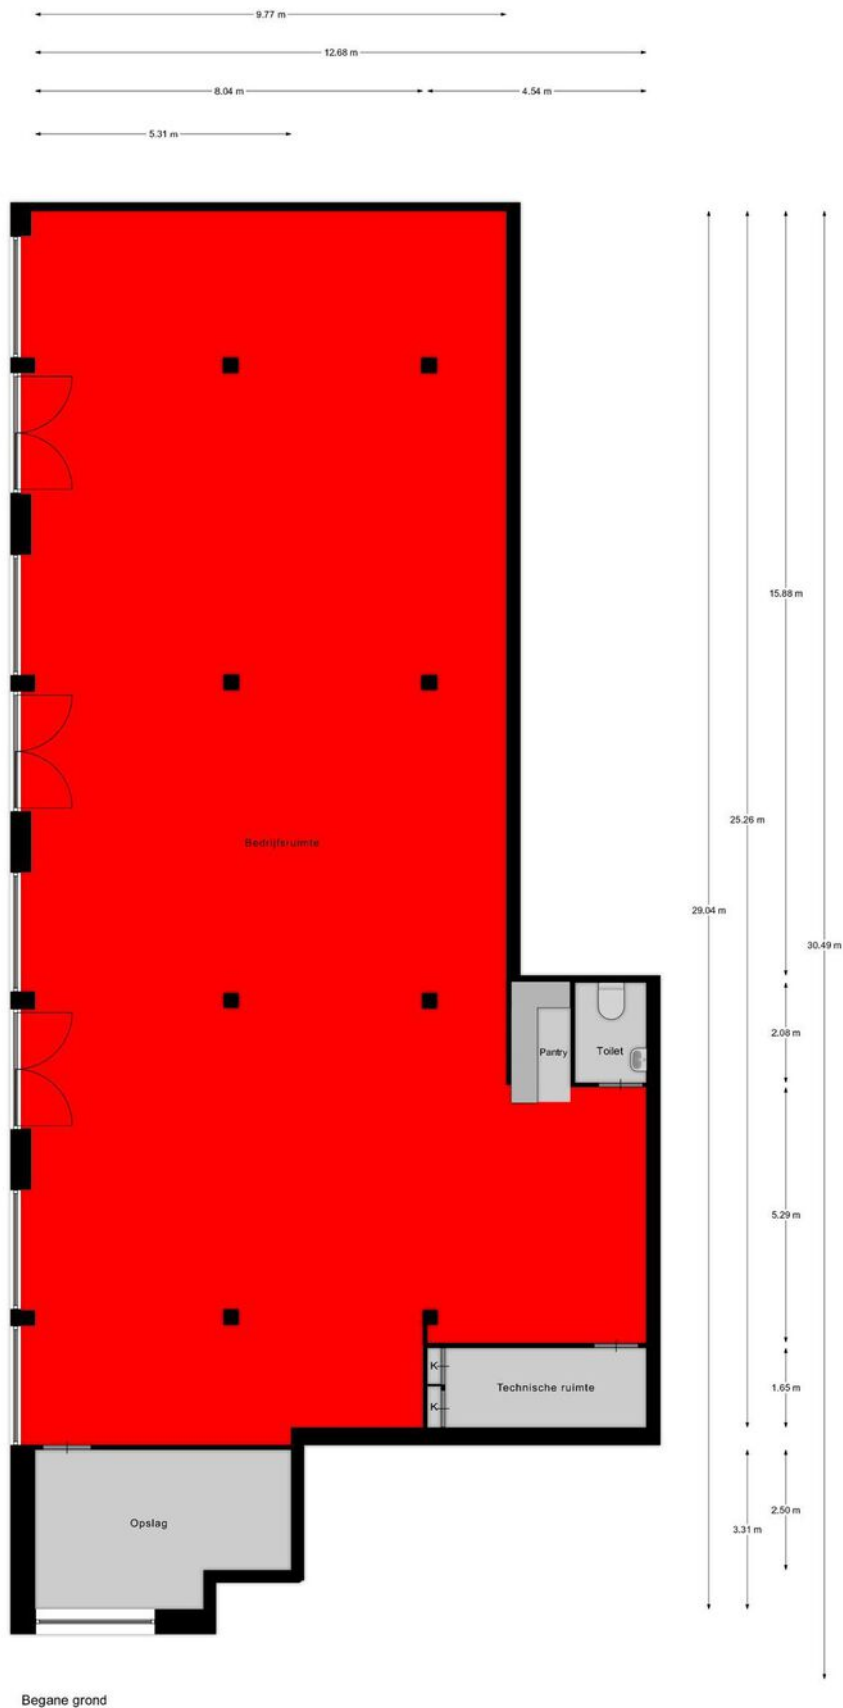 9.77 m
12.68 m
8.04 m
4.54 m
5.31 m
15.88 m
Bedrijfsruimte
25.26 m
29.04 m
30.49 m
2.08 m
Pantry
Toilet
5.29 m
K
Technische ruimte
1.65 m
K
2.50 m
Opslag
3.31 m
Begane grond